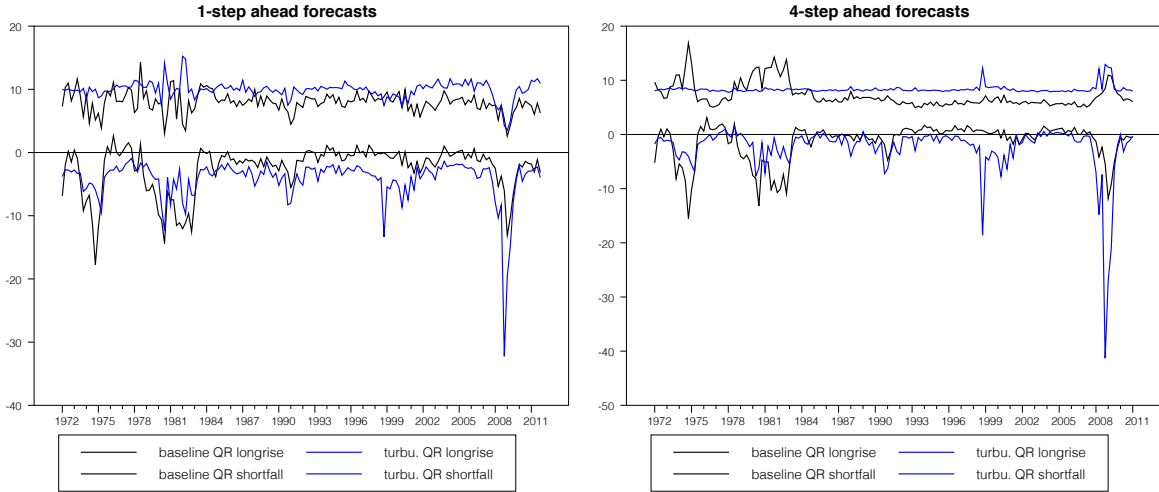 1-step ahead forecasts
20
10
0
-10
-20
-30
-40
1972 1975 1978 1981 1984 1987 1990 1993 1996 1999 2002 2005 2008 2011
baseline QR longrise turbu. QR longrise
baseline QR shortfall turbu. QR shortfall
4-step ahead forecasts
20
10
0
-10
-20
-30
-40
-50
1972 1975 1978 1981 1984 1987 1990 1993 1996 1999 2002 2005 2008 2011
baseline QR longrise turbu. QR longrise
baseline QR shortfall turbu. QR shortfall